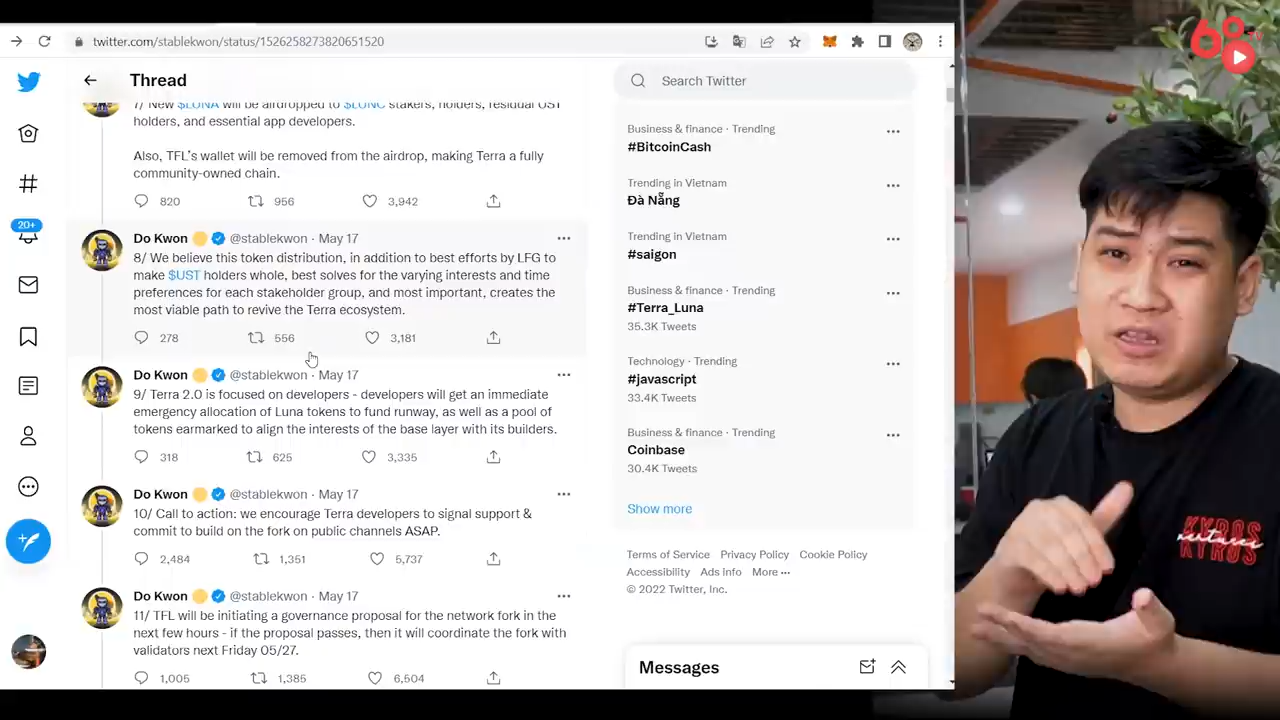 twitter.com/stablekwon/status/1526258273820651520
Thread
7/ New $LUNA will be airdropped to $LUNC stakers, holders, residual UST
holders, and essential app developers.
Also, TFL's wallet will be removed from the airdrop, making Terra a fully
community-owned chain.
820 956 3,942
Do Kwon @stablekwon · May 17
8/ We believe this token distribution, in addition to best efforts by LFG to
make $UST holders whole, best solves for the varying interests and time
preferences for each stakeholder group, and most important, creates the
most viable path to revive the Terra ecosystem.
278 556 3,181
Do Kwon @stablekwon · May 17
9/ Terra 2.0 is focused on developers - developers will get an immediate
emergency allocation of Luna tokens to fund runway, as well as a pool of
tokens earmarked to align the interests of the base layer with its builders.
318 625 3,335
Do Kwon @stablekwon · May 17
10/ Call to action: we encourage Terra developers to signal support &
commit to build on the fork on public channels ASAP.
2,484 1,351 5,737
Do Kwon @stablekwon · May 17
11/ TFL will be initiating a governance proposal for the network fork in the
next few hours - if the proposal passes, then it will coordinate the fork with
validators next Friday 05/27.
1,005 1,385 6,504
20+
Search Twitter
Business & finance · Trending
#BitcoinCash
Trending in Vietnam
Đà Nẵng
Trending in Vietnam
#saigon
Business & finance · Trending
#Terra_Luna
35.3K Tweets
Technology · Trending
#javascript
33.4K Tweets
Business & finance · Trending
Coinbase
30.4K Tweets
Show more
Terms of Service Privacy Policy Cookie Policy
Accessibility Ads info More ···
© 2022 Twitter, Inc.
Messages
68
TV
KYROS
ventures
KYROS